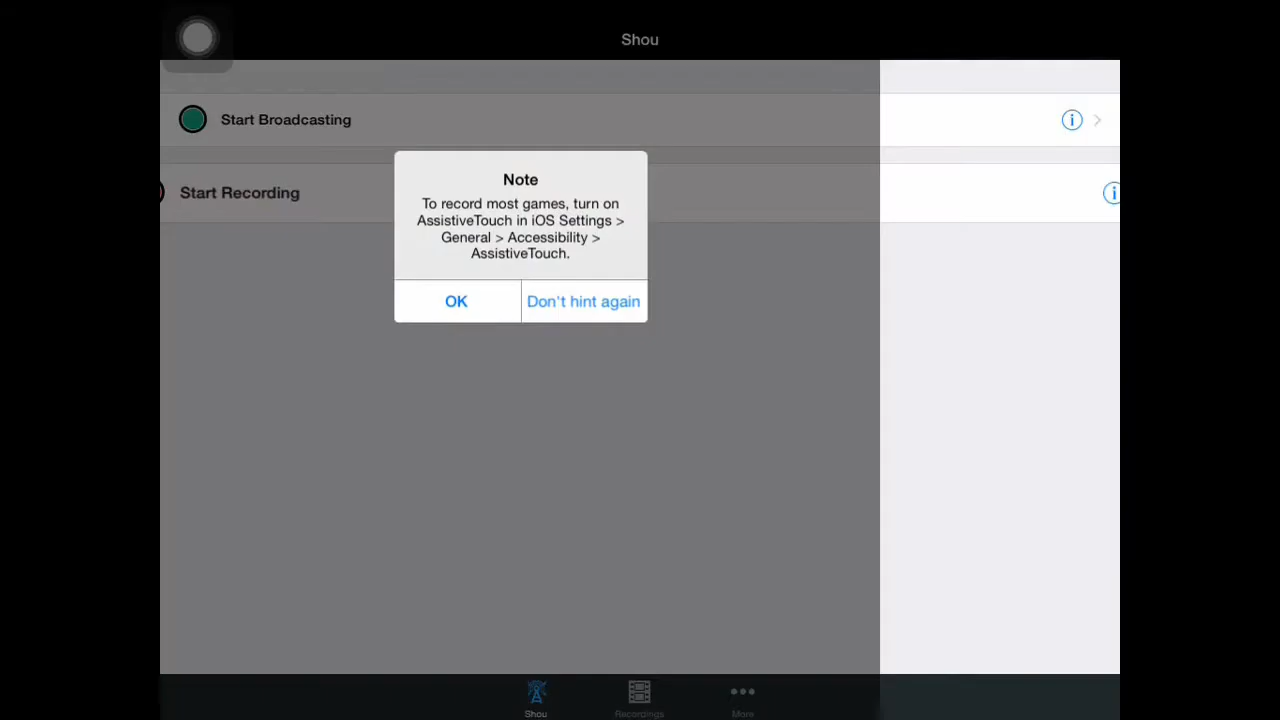 Shou
Start Broadcasting
Start Recording
Note
To record most games, turn on
AssistiveTouch in iOS Settings >
General > Accessibility >
AssistiveTouch.
OK
Don't hint again
Shou
Recordings
More